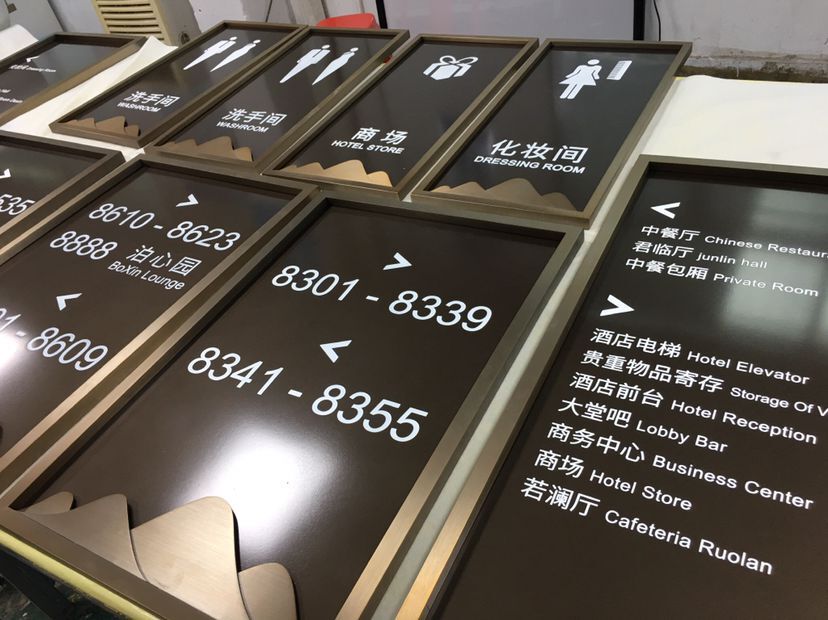 Dressing Room
洗手间
WASHROOM
洗手间
WASHROOM
商场
HOTEL STORE
化妆间
DRESSING ROOM
>
535
>
8610 - 8623
8888 泊心园
BoXin Lounge
<
- 8609
>
8301 - 8339
<
8341 - 8355
<
中餐厅 Chinese Restaura
君临厅 junlin hall
中餐包厢 Private Room
>
酒店电梯 Hotel Elevator
贵重物品寄存 Storage Of V
酒店前台 Hotel Reception
大堂吧 Lobby Bar
商务中心 Business Center
商场 Hotel Store
若澜厅 Cafeteria Ruolan